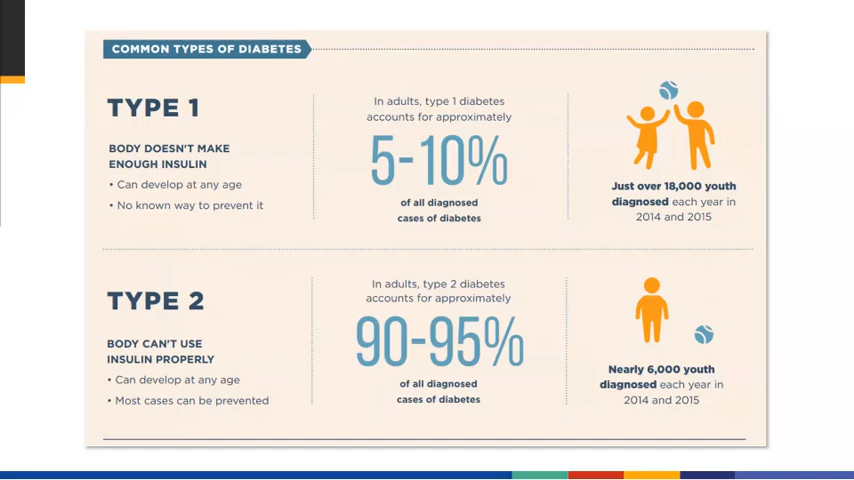 COMMON TYPES OF DIABETES
TYPE 1
BODY DOESN'T MAKE
ENOUGH INSULIN
• Can develop at any age
• No known way to prevent it
In adults, type 1 diabetes
accounts for approximately
5-10%
of all diagnosed
cases of diabetes
Just over 18,000 youth
diagnosed each year in
2014 and 2015
TYPE 2
BODY CAN'T USE
INSULIN PROPERLY
• Can develop at any age
• Most cases can be prevented
In adults, type 2 diabetes
accounts for approximately
90-95%
of all diagnosed
cases of diabetes
Nearly 6,000 youth
diagnosed each year in
2014 and 2015